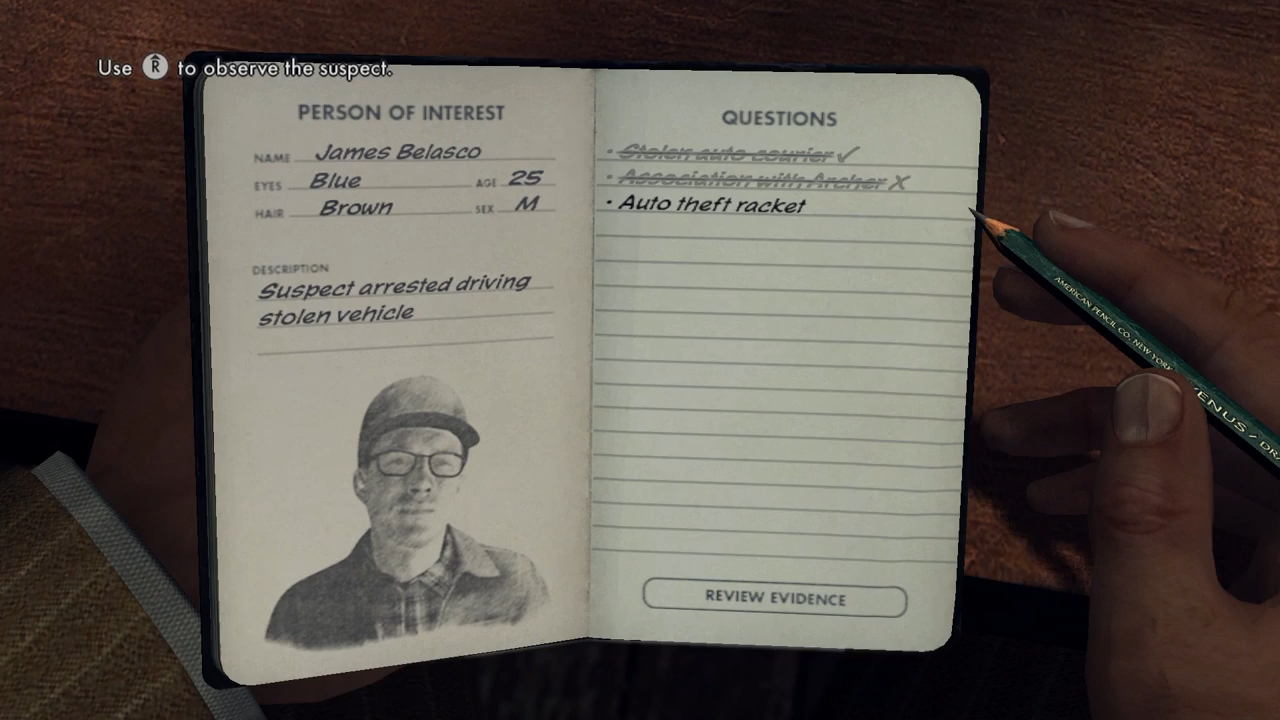 Use R to observe the suspect.
PERSON OF INTEREST
NAME James Belasco
EYES Blue AGE 25
HAIR Brown SEX M
DESCRIPTION
Suspect arrested driving
stolen vehicle
QUESTIONS
· Stolen auto courier ✓
· Association with Archer X
· Auto theft racket
REVIEW EVIDENCE
AMERICAN PENCIL CO. NEW YORK
VENUS / DRA